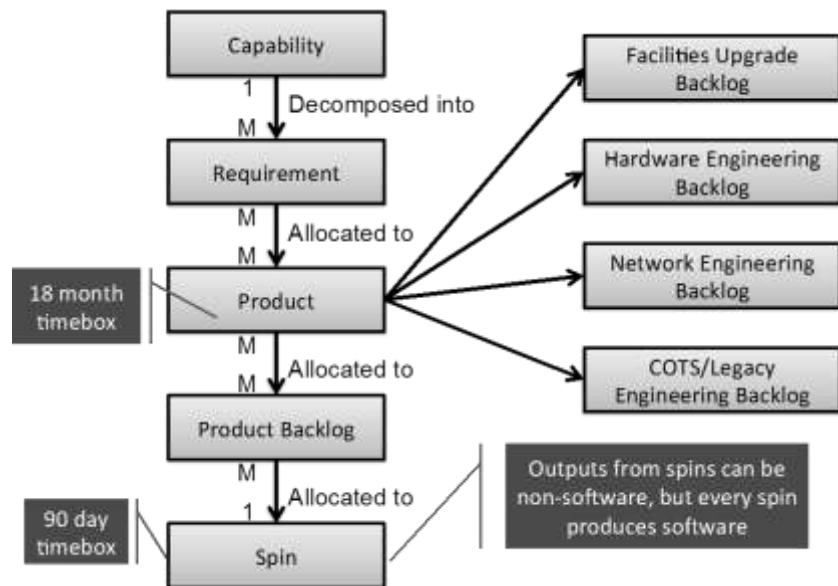 Capability
1
Decomposed into
M
Requirement
M
Allocated to
M
Product
18 month
timebox
M
Allocated to
M
Product Backlog
M
Allocated to
1
Spin
90 day
timebox
Facilities Upgrade
Backlog
Hardware Engineering
Backlog
Network Engineering
Backlog
COTS/Legacy
Engineering Backlog
Outputs from spins can be
non-software, but every spin
produces software